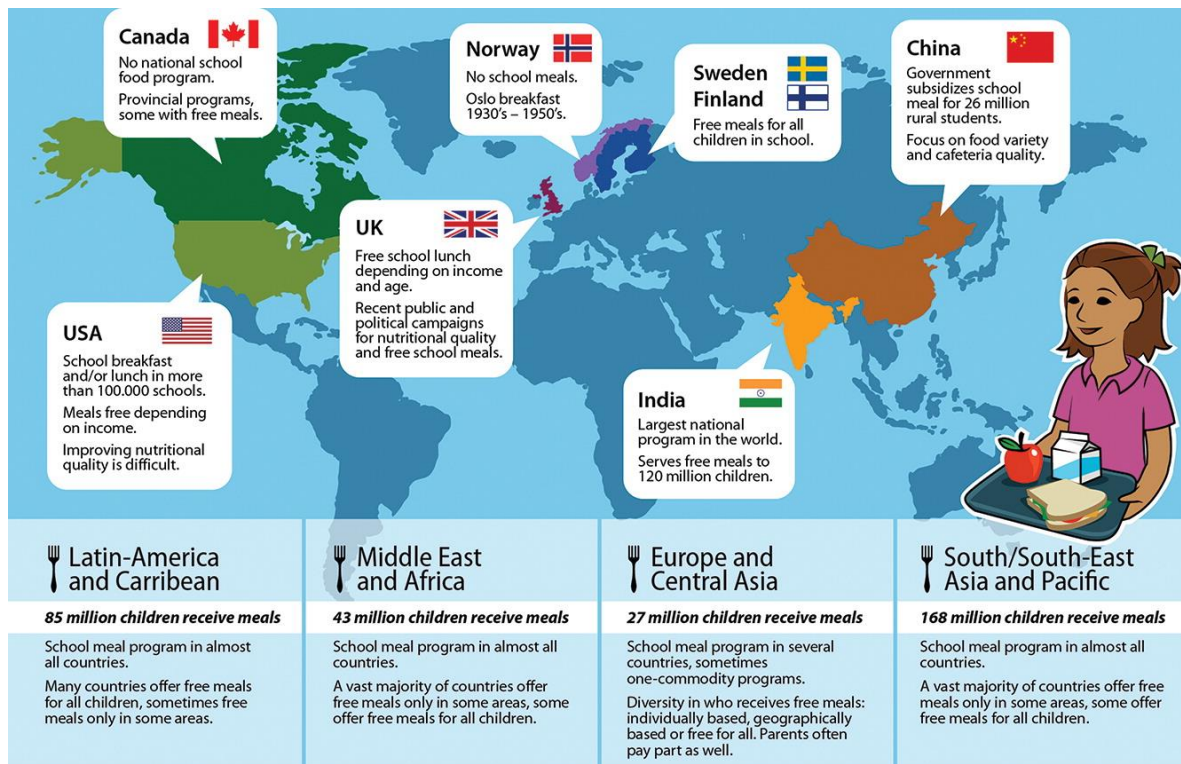 Canada
No national school
food program.
Provincial programs,
some with free meals.
Norway
No school meals.
Oslo breakfast
1930's – 1950's.
Sweden
Finland
Free meals for all
children in school.
China
Government
subsidizes school
meal for 26 million
rural students.
Focus on food variety
and cafeteria quality.
UK
Free school lunch
depending on income
and age.
Recent public and
political campaigns
for nutritional quality
and free school meals.
USA
School breakfast
and/or lunch in more
than 100.000 schools.
Meals free depending
on income.
Improving nutritional
quality is difficult.
India
Largest national
program in the world.
Serves free meals to
120 million children.
Latin-America
and Carribean
85 million children receive meals
School meal program in almost
all countries.
Many countries offer free meals
for all children, sometimes free
meals only in some areas.
Middle East
and Africa
43 million children receive meals
School meal program in almost all
countries.
A vast majority of countries offer
free meals only in some areas, some
offer free meals for all children.
Europe and
Central Asia
27 million children receive meals
School meal program in several
countries, sometimes
one-commodity programs.
Diversity in who receives free meals:
individually based, geographically
based or free for all. Parents often
pay part as well.
South/South-East
Asia and Pacific
168 million children receive meals
School meal program in almost all
countries.
A vast majority of countries offer free
meals only in some areas, some offer
free meals for all children.